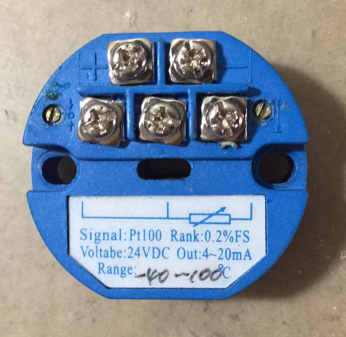 + -
Signal:Pt100 Rank:0.2%FS
Voltabe:24VDC Out:4~20mA
Range:-40~100℃